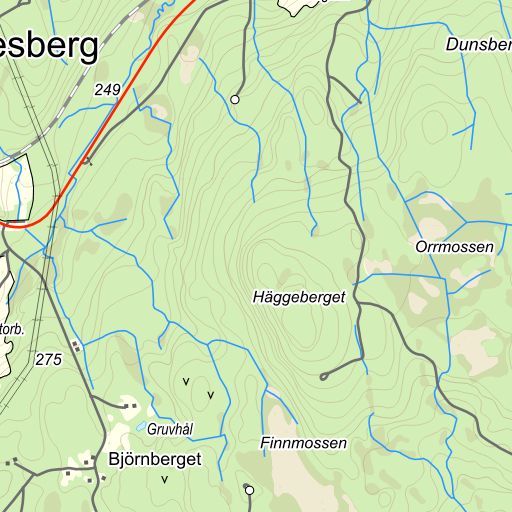 esberg
Dunsber
249
Orrmossen
Häggeberget
torb.
275
Gruvhål
Finnmossen
Björnberget